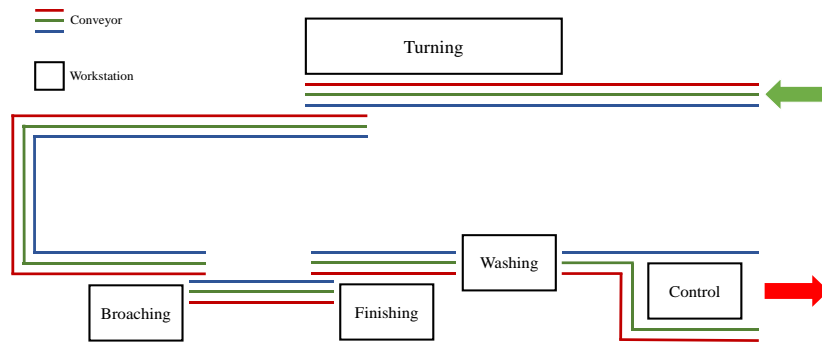 Conveyor
Workstation
Turning
Washing
Control
Broaching
Finishing